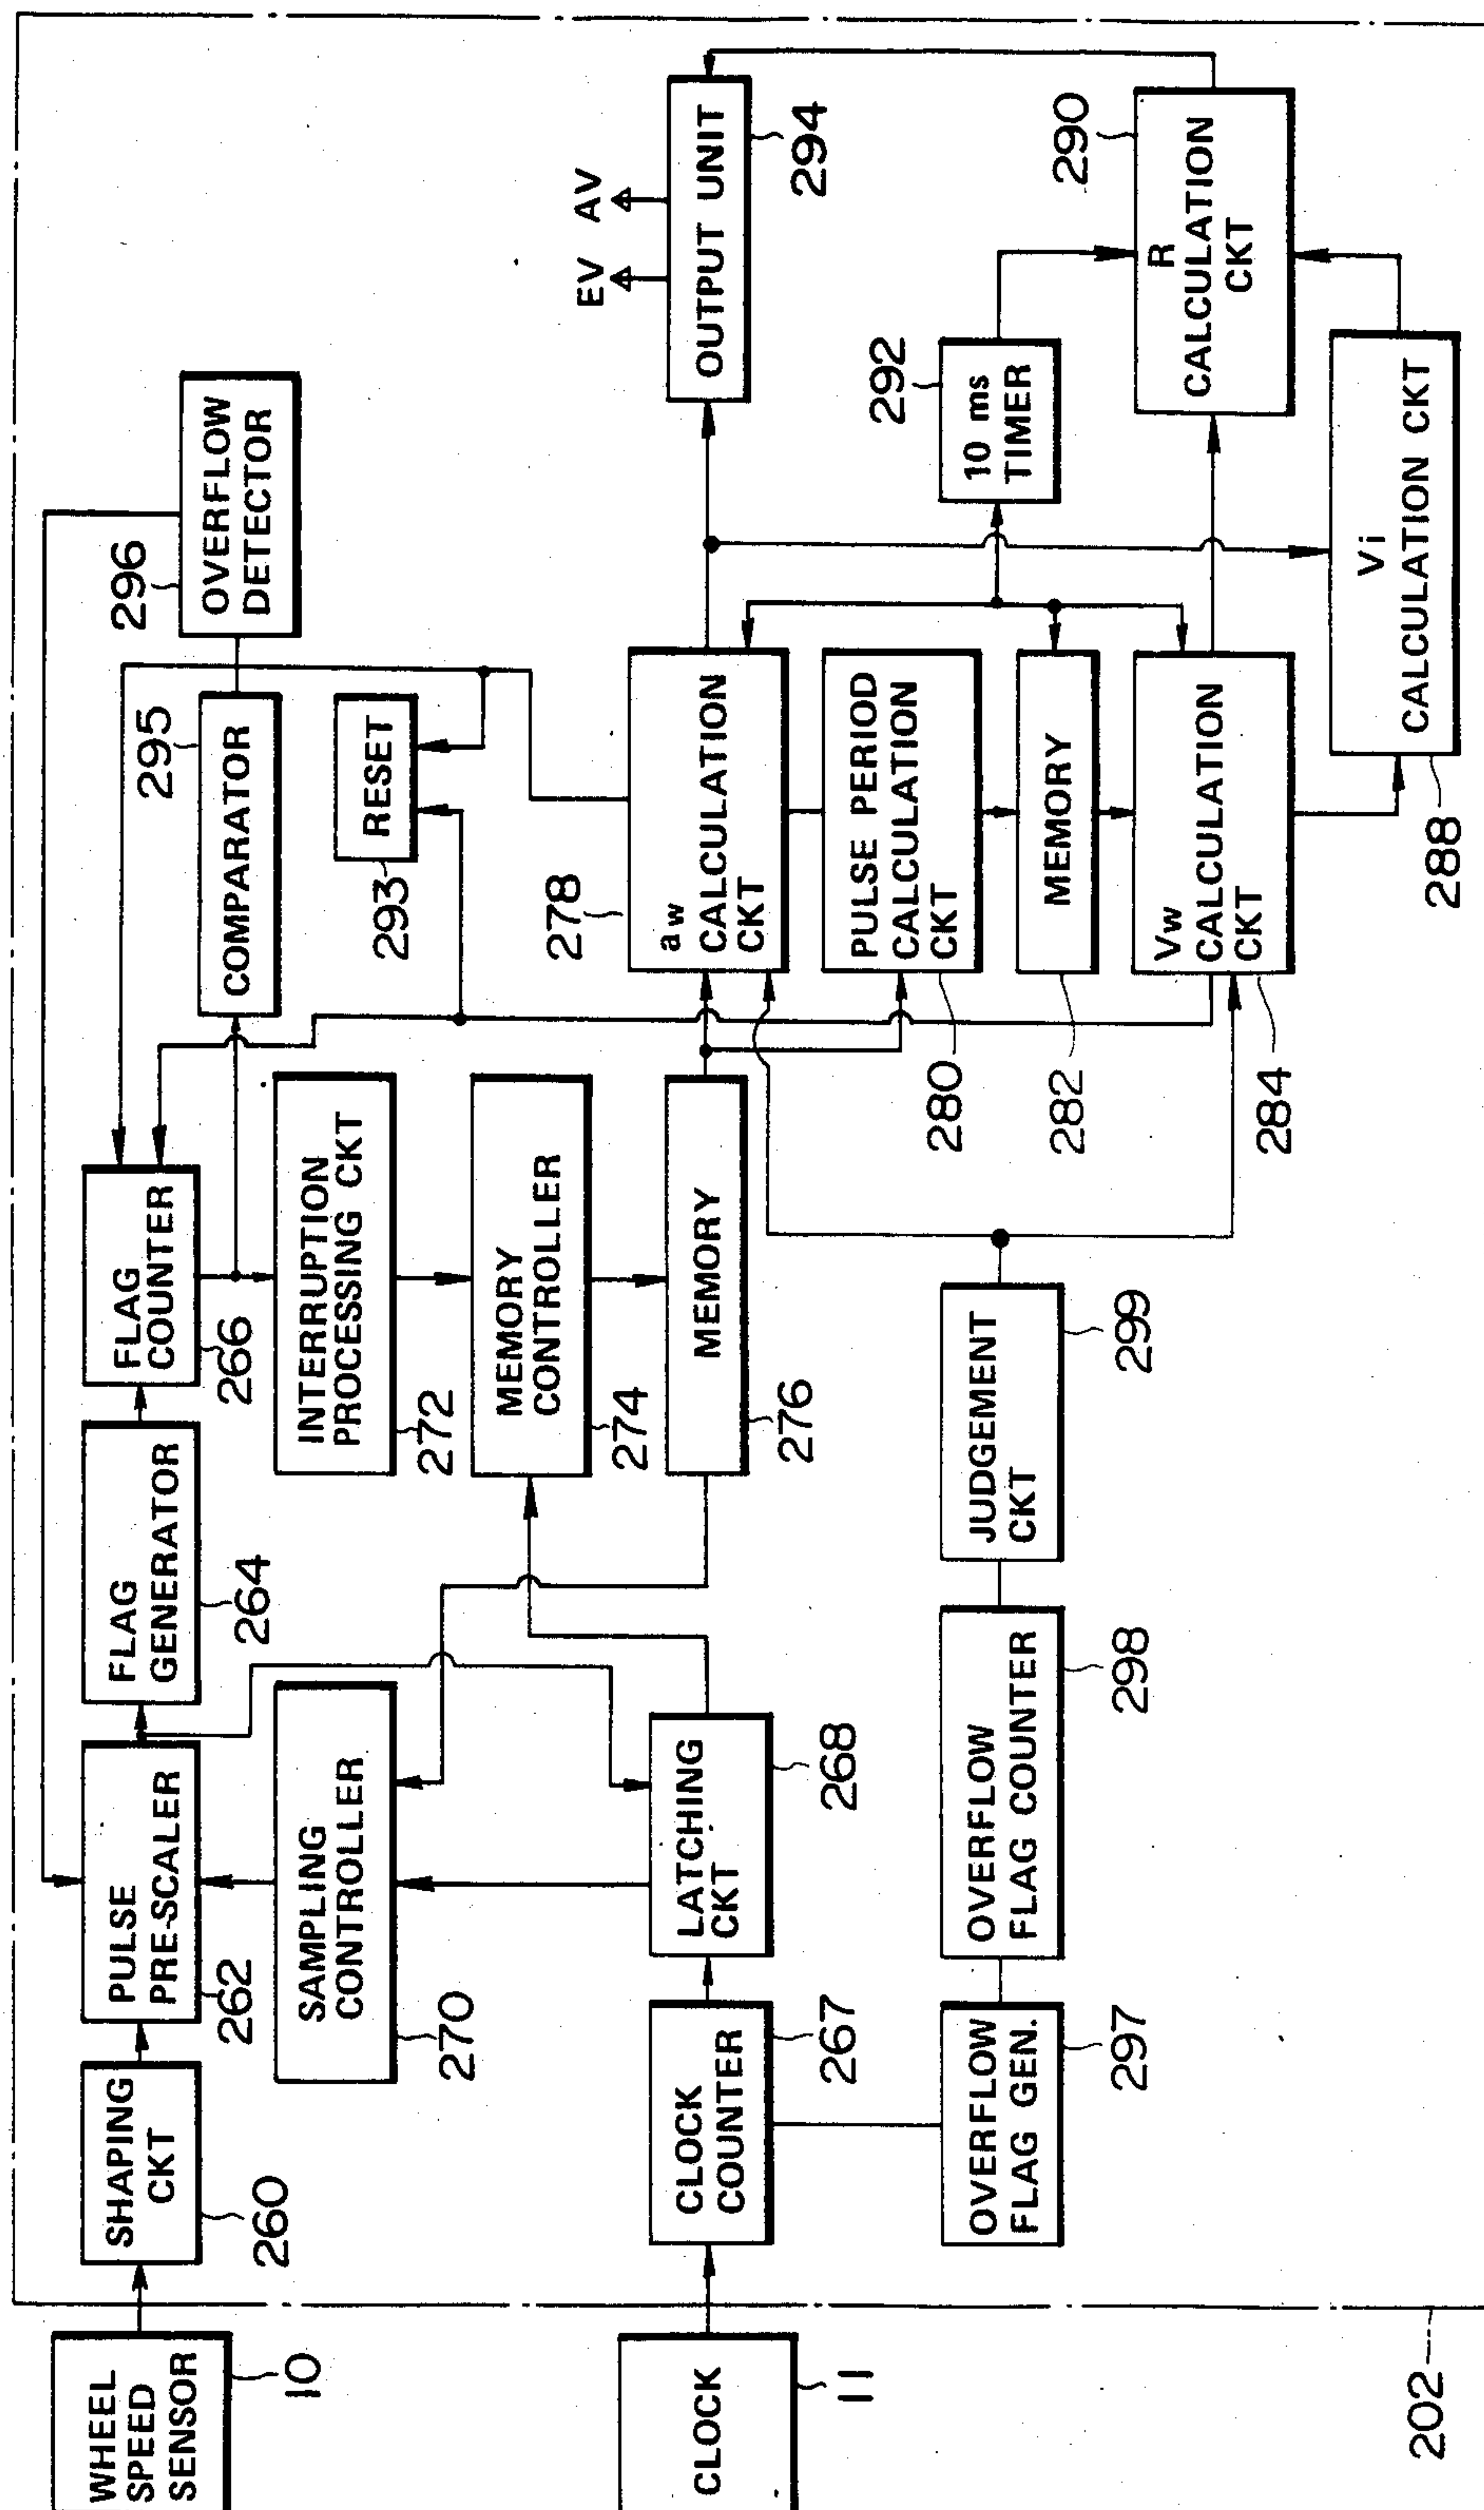 WHEEL
SPEED
SENSOR
10
SHAPING
CKT
260
PULSE
PRE-SCALER
262
FLAG
GENERATOR
264
FLAG
COUNTER
266
COMPARATOR
295
OVERFLOW
DETECTOR
296
SAMPLING
CONTROLLER
270
INTERRUPTION
PROCESSING CKT
272
RESET
293
MEMORY
CONTROLLER
274
EV
AV
CLOCK
11
CLOCK
COUNTER
267
LATCHING
CKT
268
MEMORY
276
aw
CALCULATION
CKT
278
OUTPUT UNIT
294
PULSE PERIOD
CALCULATION
CKT
280
OVERFLOW
FLAG GEN.
297
OVERFLOW
FLAG COUNTER
298
JUDGEMENT
CKT
299
MEMORY
282
10 ms
TIMER
292
Vw
CALCULATION
CKT
284
R
CALCULATION
CKT
290
Vi
CALCULATION CKT
288
202